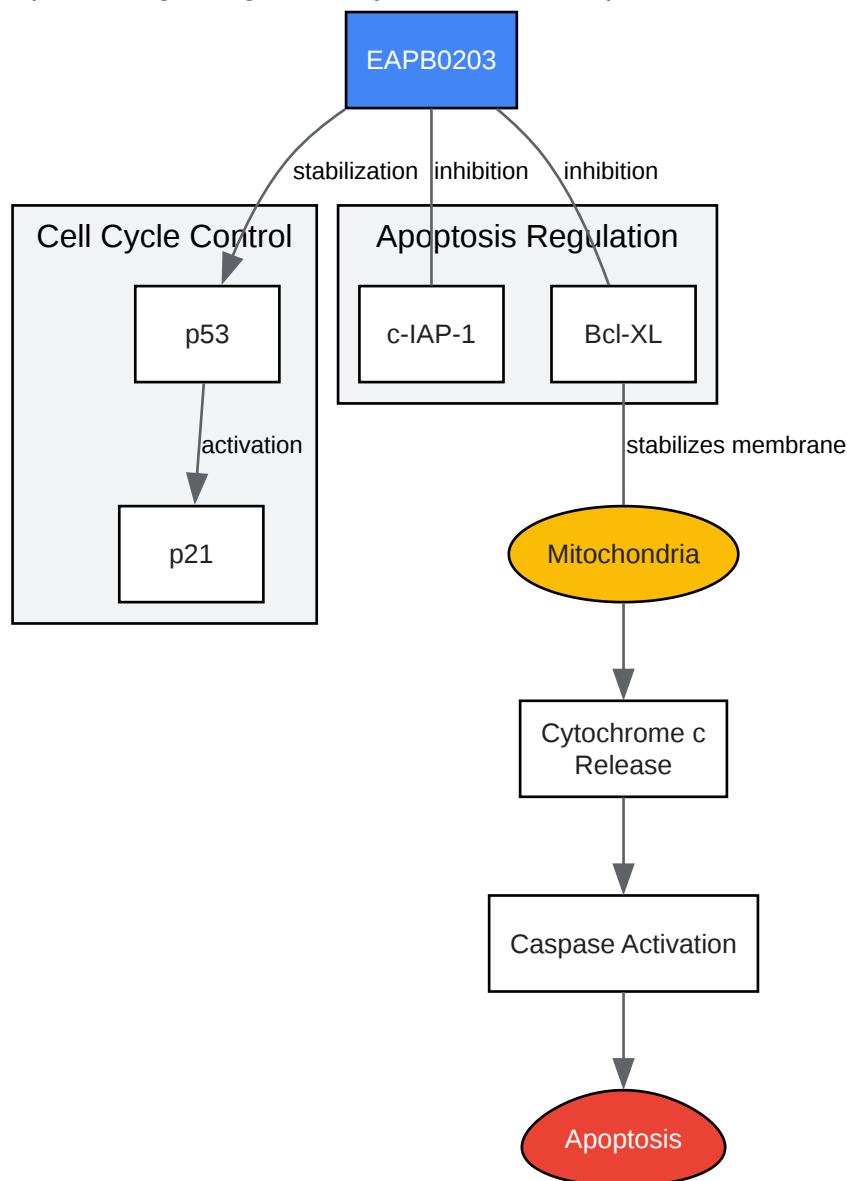 EAPB0203
stabilization
inhibition
inhibition
Cell Cycle Control
Apoptosis Regulation
p53
c-IAP-1
Bcl-XL
activation
stabilizes membrane
p21
Mitochondria
Cytochrome c
Release
Caspase Activation
Apoptosis